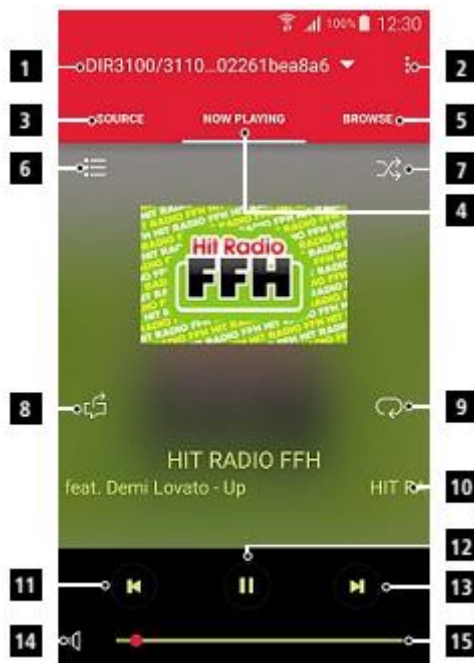 100% 12:30
1 DIR3100/3110...02261bea8a6 2
3 SOURCE NOW PLAYING BROWSE 5
6 7
4
Hit Radio
FFH
8 9
HIT RADIO FFH
feat. Demi Lovato - Up HIT RA 10
12
11 13
14 15